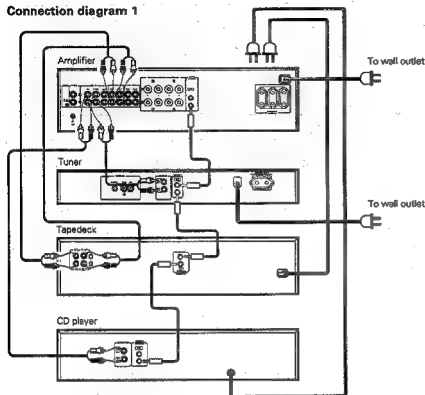 Connection diagram 1
Amplifier
To wall outlet
Tuner
To wall outlet
Tapedeck
CD player